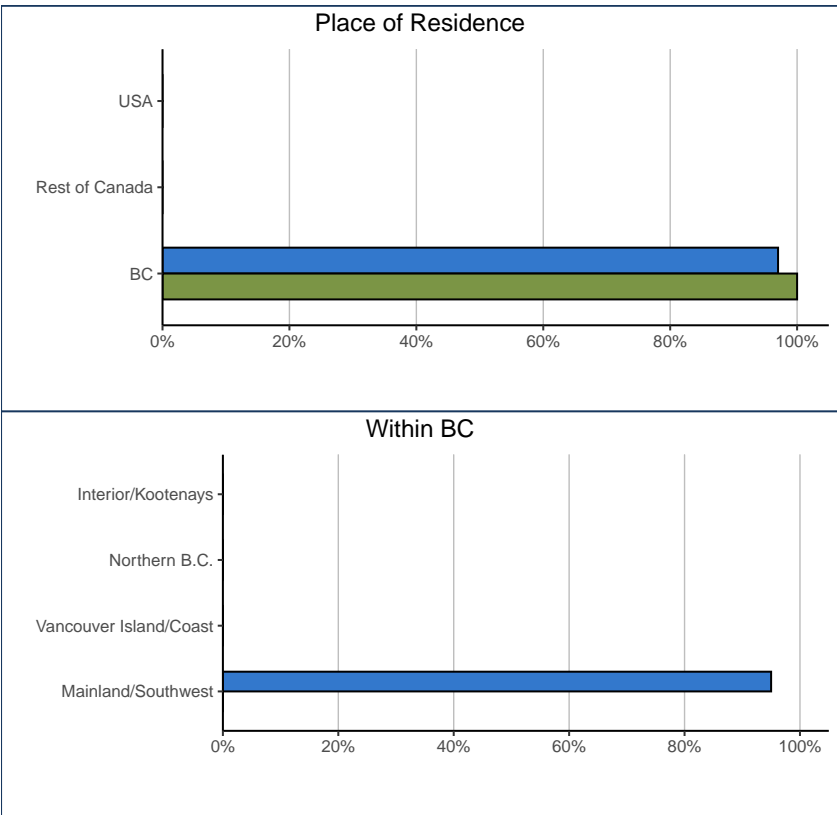 Place of Residence
USA
Rest of Canada
BC
0% 20% 40% 60% 80% 100%
Within BC
Interior/Kootenays
Northern B.C.
Vancouver Island/Coast
Mainland/Southwest
0% 20% 40% 60% 80% 100%